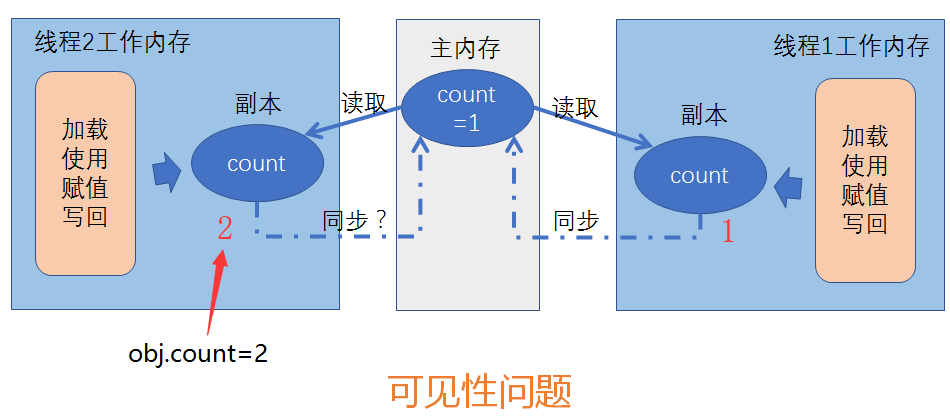 线程2工作内存
主内存
线程1工作内存
加载
使用
赋值
写回
副本
count
读取
count
=1
读取
副本
count
加载
使用
赋值
写回
2
同步？
同步
1
obj.count=2
可见性问题